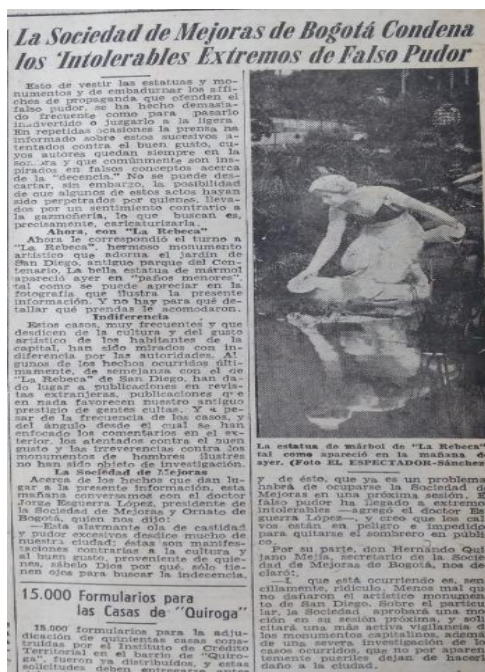 La Sociedad de Mejoras de Bogotá Condena
los 'Intolerables Extremos de Falso Pudor
Esto de vestir las estatuas y mo-
numentos y de embadurnar los afi-
ches de propaganda que ofenden el
falso pudor, se ha hecho demasia-
do frecuente como para pasarlo
inadvertido o juzgarlo a la ligera
En repetidas ocasiones la prensa ha
informado sobre estos sucesivos a-
tentados contra el buen gusto, cu-
yos autores quedan siempre en la
y que comúnmente son ins-
pirados en falsos conceptos acerca
de la "decencia." No se puede des-
cartar, sin embargo, la posibilidad
de que algunos de estos actos hayan
sido perpetrados por quienes, lleva-
dos por un sentimiento contrario a
la gazmoñería, lo que buscan es,
precisamente, caricaturizarla.
Ahora, con "La Rebeca"
Ahora le correspondió el turno a
"La Rebeca", hermoso monumento
artístico que adorna el jardín de
San Diego, antiguo parque del Cen-
tenario. La bella estatua de mármol
apareció ayer en "paños menores",
tal como se puede apreciar en la
fotografía que ilustra la presente
información. Y no hay para qué de-
tallar qué prendas le acomodaron.
Indiferencia
Estos casos, muy frecuentes y que
desdicen de la cultura y del gusto
artístico de los habitantes de la
capital, han sido mirados con in-
diferencia por las autoridades. Al
gunos de los hechos ocurridos últi-
mamente, de semejanza con el de
"La Rebeca" de San Diego, han da-
do lugar a publicaciones en revis-
tas extranjeras, publicaciones que
en nada favorecen nuestro antiguo
prestigio de gentes cultas. Y a pe-
sar de la frecuencia de los casos, y
del ángulo desde el cual se han
enfocado los comentarios en el ex-
terior, los atentados contra el buen
gusto y las irreverencias contra los
monumentos de hombres ilustres
no han sido objeto de investigación.
La Sociedad de Mejoras
Acerca de los hechos que dan lu-
gar a la presente información, esta
mañana conversamos con el doctor
Jorge Esguerra López, presidente de
la Sociedad de Mejoras y Ornato de
Bogotá, quien nos dijo:
—Esta alarmante ola de castidad
y pudor excesivos desdice mucho de
nuestra ciudad; éstas son manifes-
taciones contrarias a la cultura y
al buen gusto, proveniente de quie-
nes, sábelo Dios por qué, sólo tie-
nen ojos para buscar la indecencia.
15.000 Formularios para
las Casas de "Quiroga"
15.000 formularios para la adju-
dicación de quinientas casas cons-
truídas por el Instituto de Crédito
Territorial en el barrio de "Quiro-
ga", fueron ya distribuídos, y estas
solicitudes deben
La estatua de márbol de "La Rebeca"
tal como apareció en la mañana de
ayer. (Foto EL ESPECTADOR-Sánchez
y de ésto, que ya es un problema
habrá de ocuparse la Sociedad de
Mejoras en una próxima sesión. El
falso pudor ha llegado a extremos
intolerables —agregó el doctor Es-
guerra López—, y creo que los cal
vos están en peligro e impedidos
para quitarse el sombrero en públi
co.
Por su parte, don Hernando Qui
jano Mejía, secretario de la Socie
dad de Mejoras de Bogotá, nos de
claró:
que está ocurriendo es, sen
cillamente, ridículo. Menos mal que
no dañaron el artístico monumen
to de San Diego. Sobre el particu
lar, la Sociedad aprobará una mo
ción en su sesión próxima, y soli
citará una más activa vigilancia de
los monumentos capitalinos, además
de una severa investigación de los
casos ocurridos, que no por aparen
temente pueriles dejan de hacer
daño a la ciudad.